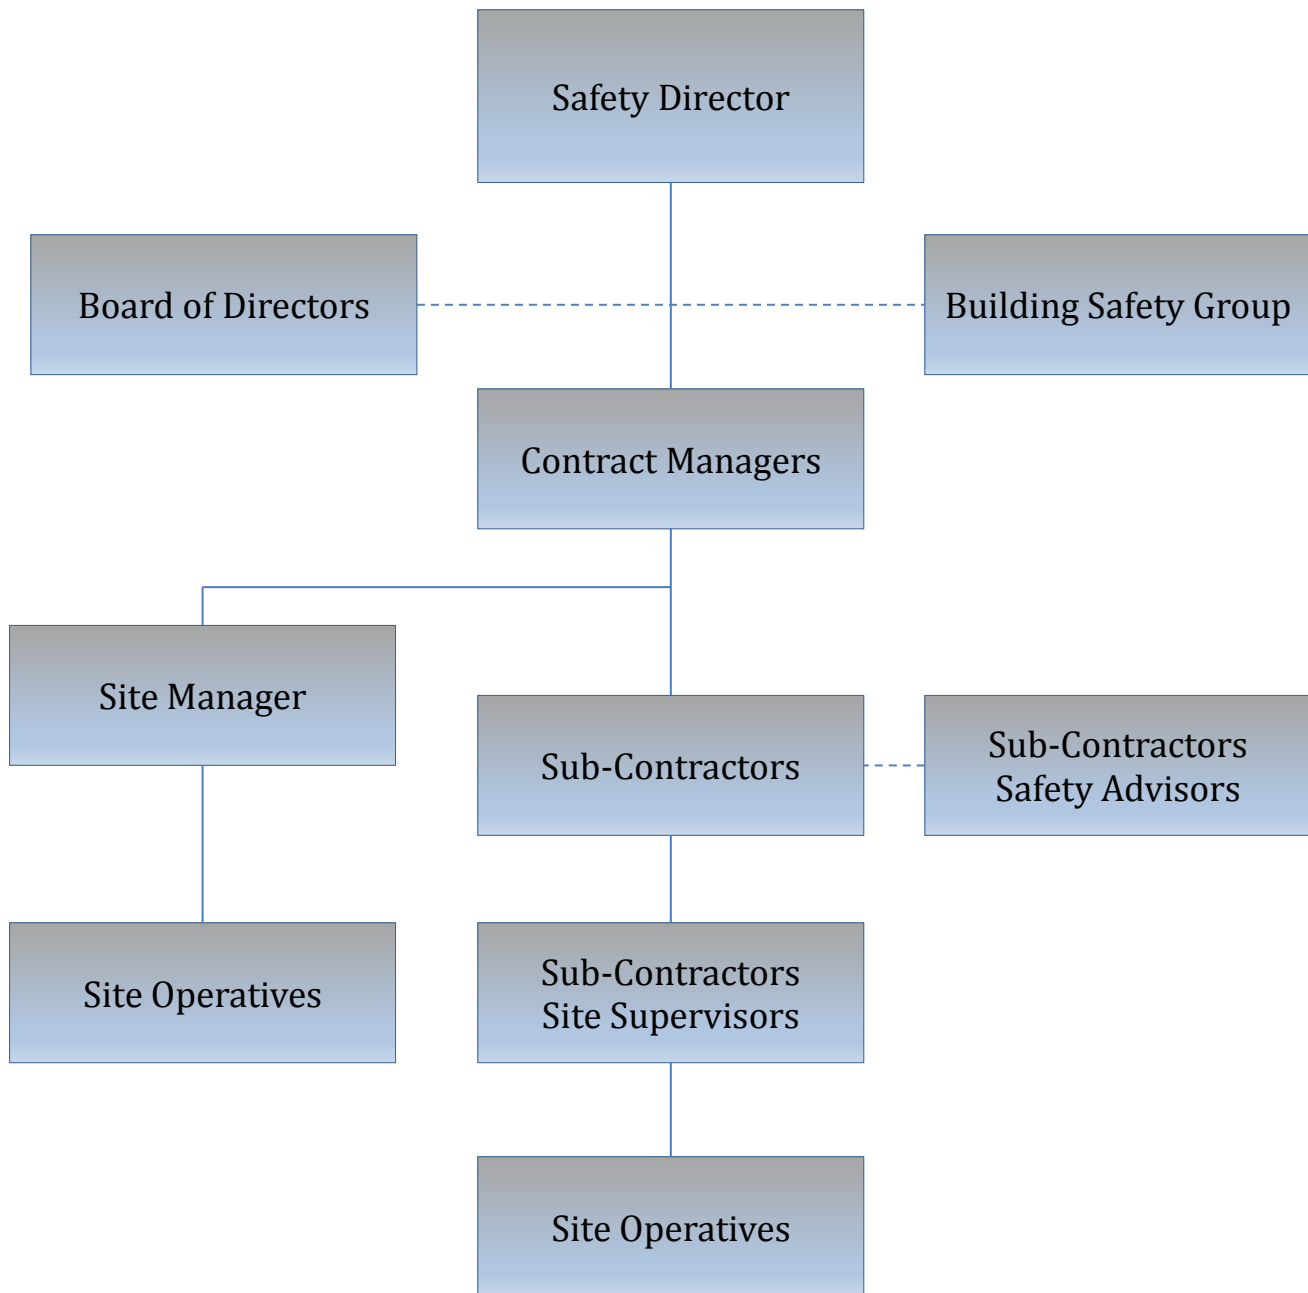 Safety Director
Board of Directors
Building Safety Group
Contract Managers
Site Manager
Sub-Contractors
Sub-Contractors
Safety Advisors
Site Operatives
Sub-Contractors
Site Supervisors
Site Operatives